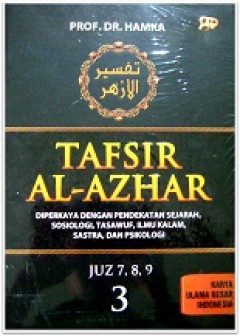 PROF. DR. HAMKA
تفسير
الأزهر
TAFSIR
AL-AZHAR
DIPERKAYA DENGAN PENDEKATAN SEJARAH,
SOSIOLOGI, TASAWUF, ILMU KALAM,
SASTRA, DAN PSIKOLOGI
JUZ 7, 8, 9
3
KARYA
ULAMA BESAR
INDONESIA